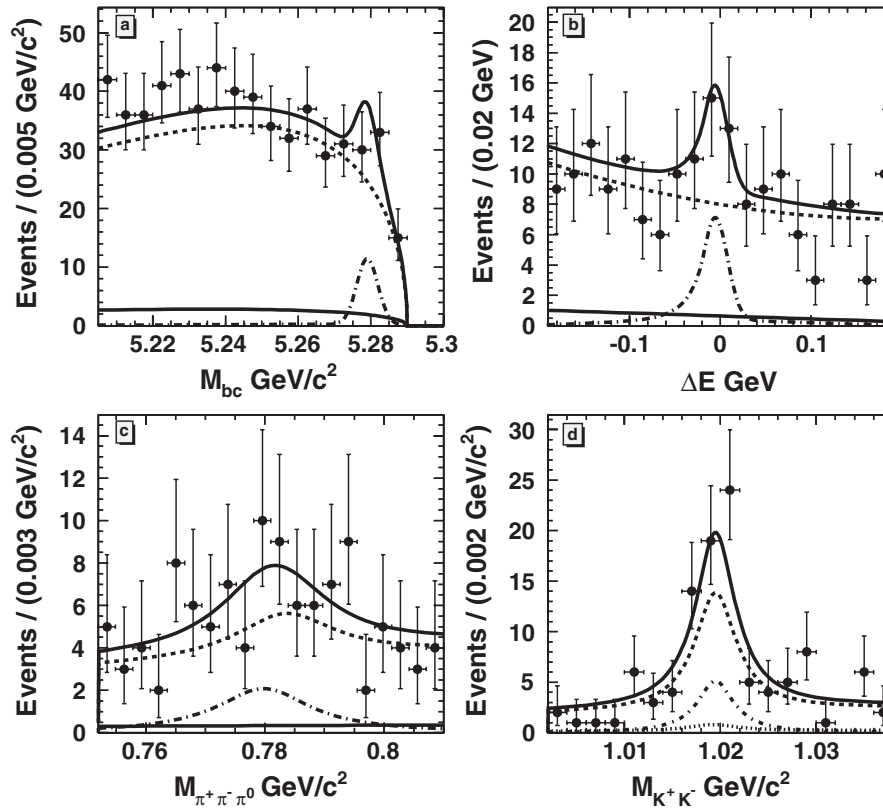 a
Events / (0.005 GeV/c²)
50
40
30
20
10
0
5.22 5.24 5.26 5.28 5.3
M_bc GeV/c²
b
Events / (0.02 GeV)
20
18
16
14
12
10
8
6
4
2
0
-0.1 0 0.1
ΔE GeV
c
Events / (0.003 GeV/c²)
14
12
10
8
6
4
2
0
0.76 0.78 0.8
M_π⁺π⁻π⁰ GeV/c²
d
Events / (0.002 GeV/c²)
30
25
20
15
10
5
0
1.01 1.02 1.03
M_K⁺K⁻ GeV/c²